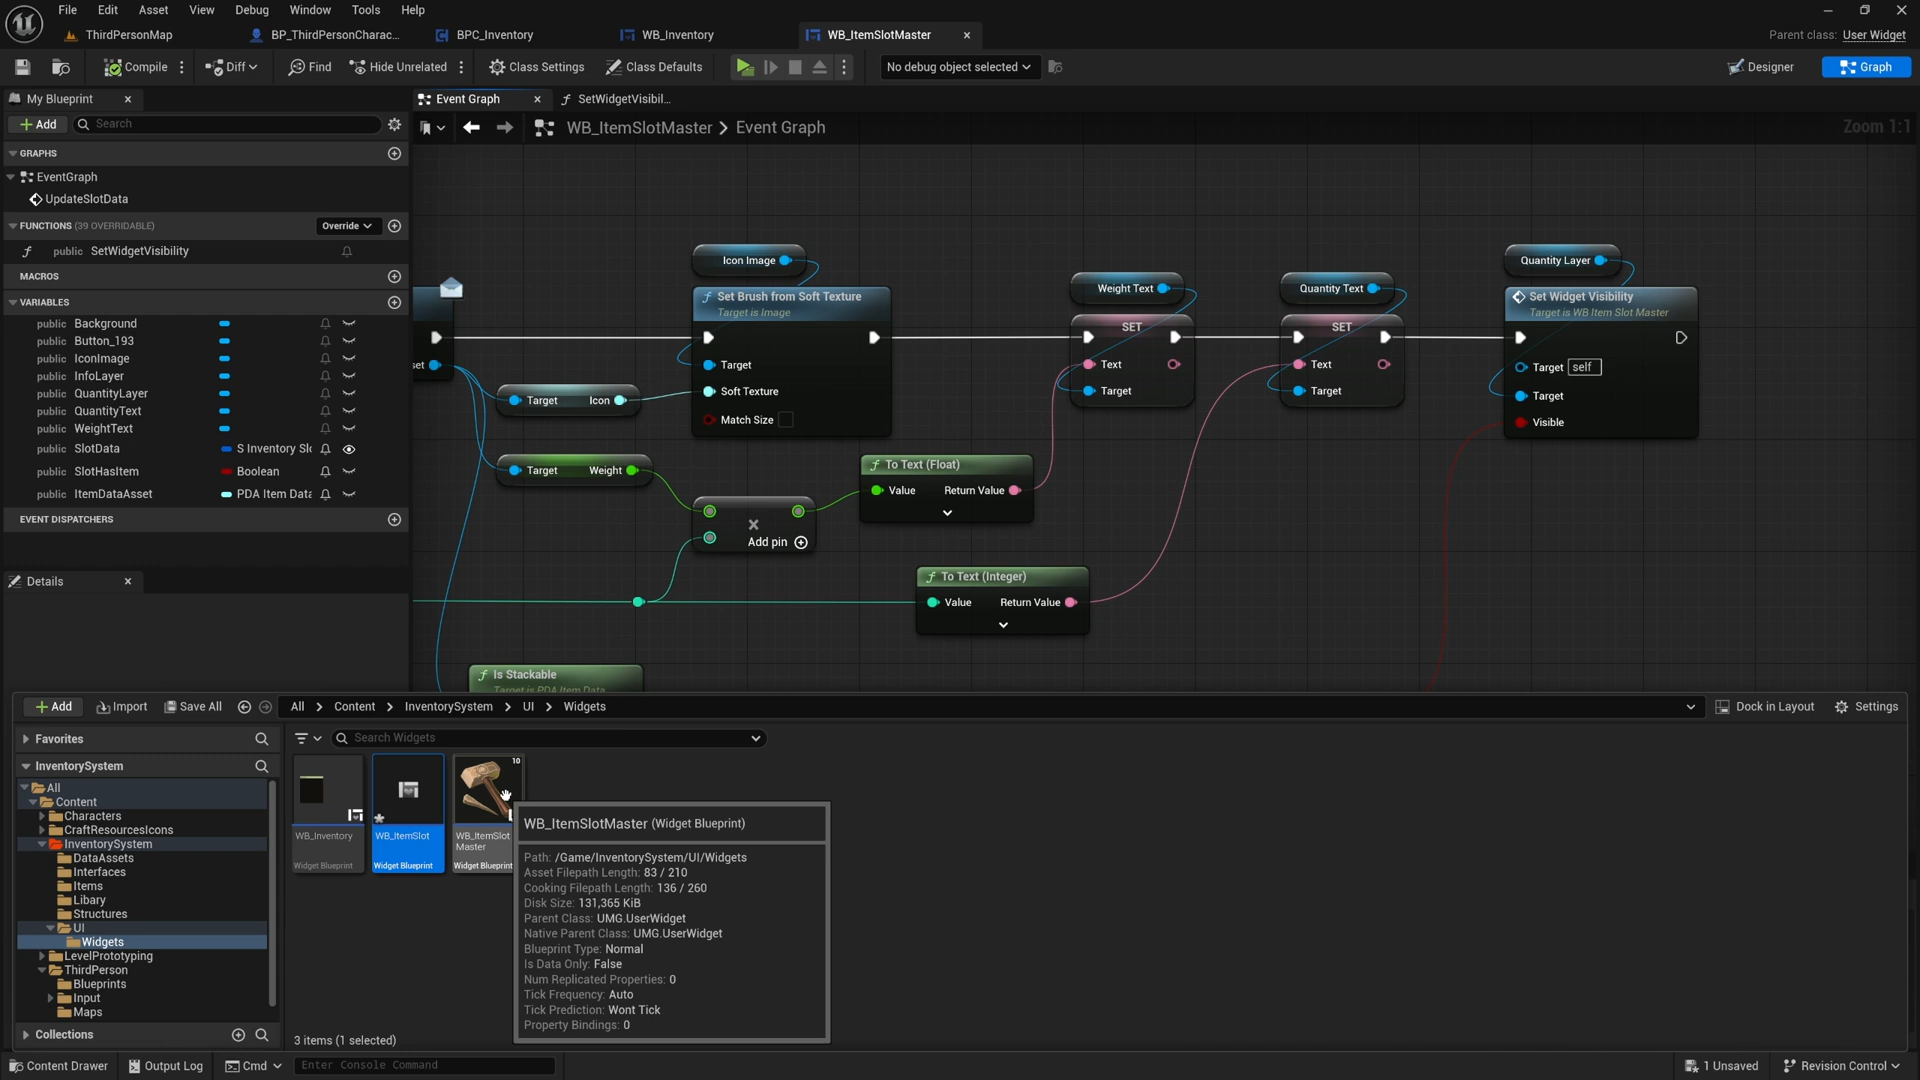 File Edit Asset View Debug Window Tools Help
ThirdPersonMap BP_ThirdPersonCharac... BPC_Inventory WB_Inventory WB_ItemSlotMaster
Parent class: User Widget
Compile Diff Find Hide Unrelated Class Settings Class Defaults No debug object selected Designer Graph
My Blueprint
Event Graph SetWidgetVisibil...
Add Search
WB_ItemSlotMaster > Event Graph Zoom 1:1
GRAPHS
EventGraph
UpdateSlotData
FUNCTIONS (39 OVERRIDABLE) Override
public SetWidgetVisibility
MACROS
VARIABLES
public Background
public Button_193
public IconImage
public InfoLayer
public QuantityLayer
public QuantityText
public WeightText
public SlotData S Inventory Slo
public SlotHasItem Boolean
public ItemDataAsset PDA Item Data
EVENT DISPATCHERS
Details
Icon Image
Set Brush from Soft Texture
Target is Image
Target
Soft Texture
Match Size
set
Target Icon
Target Weight
Add pin
To Text (Float)
Value Return Value
To Text (Integer)
Value Return Value
Is Stackable
Target is PDA Item Data
Weight Text
SET
Text
Target
Quantity Text
SET
Text
Target
Quantity Layer
Set Widget Visibility
Target is WB Item Slot Master
Target self
Target
Visible
Add Import Save All All > Content > InventorySystem > UI > Widgets Dock in Layout Settings
Favorites
Search Widgets
InventorySystem
All
Content
Characters
CraftResourcesIcons
InventorySystem
DataAssets
Interfaces
Items
Libary
Structures
UI
Widgets
LevelPrototyping
ThirdPerson
Blueprints
Input
Maps
Collections
10
WB_Inventory
Widget Blueprint
WB_ItemSlot
Widget Blueprint
WB_ItemSlot
Master
Widget Blueprint
WB_ItemSlotMaster (Widget Blueprint)
Path: /Game/InventorySystem/UI/Widgets
Asset Filepath Length: 83 / 210
Cooking Filepath Length: 136 / 260
Disk Size: 131,365 KiB
Parent Class: UMG.UserWidget
Native Parent Class: UMG.UserWidget
Blueprint Type: Normal
Is Data Only: False
Num Replicated Properties: 0
Tick Frequency: Auto
Tick Prediction: Wont Tick
Property Bindings: 0
3 items (1 selected)
Content Drawer Output Log Cmd Enter Console Command 1 Unsaved Revision Control